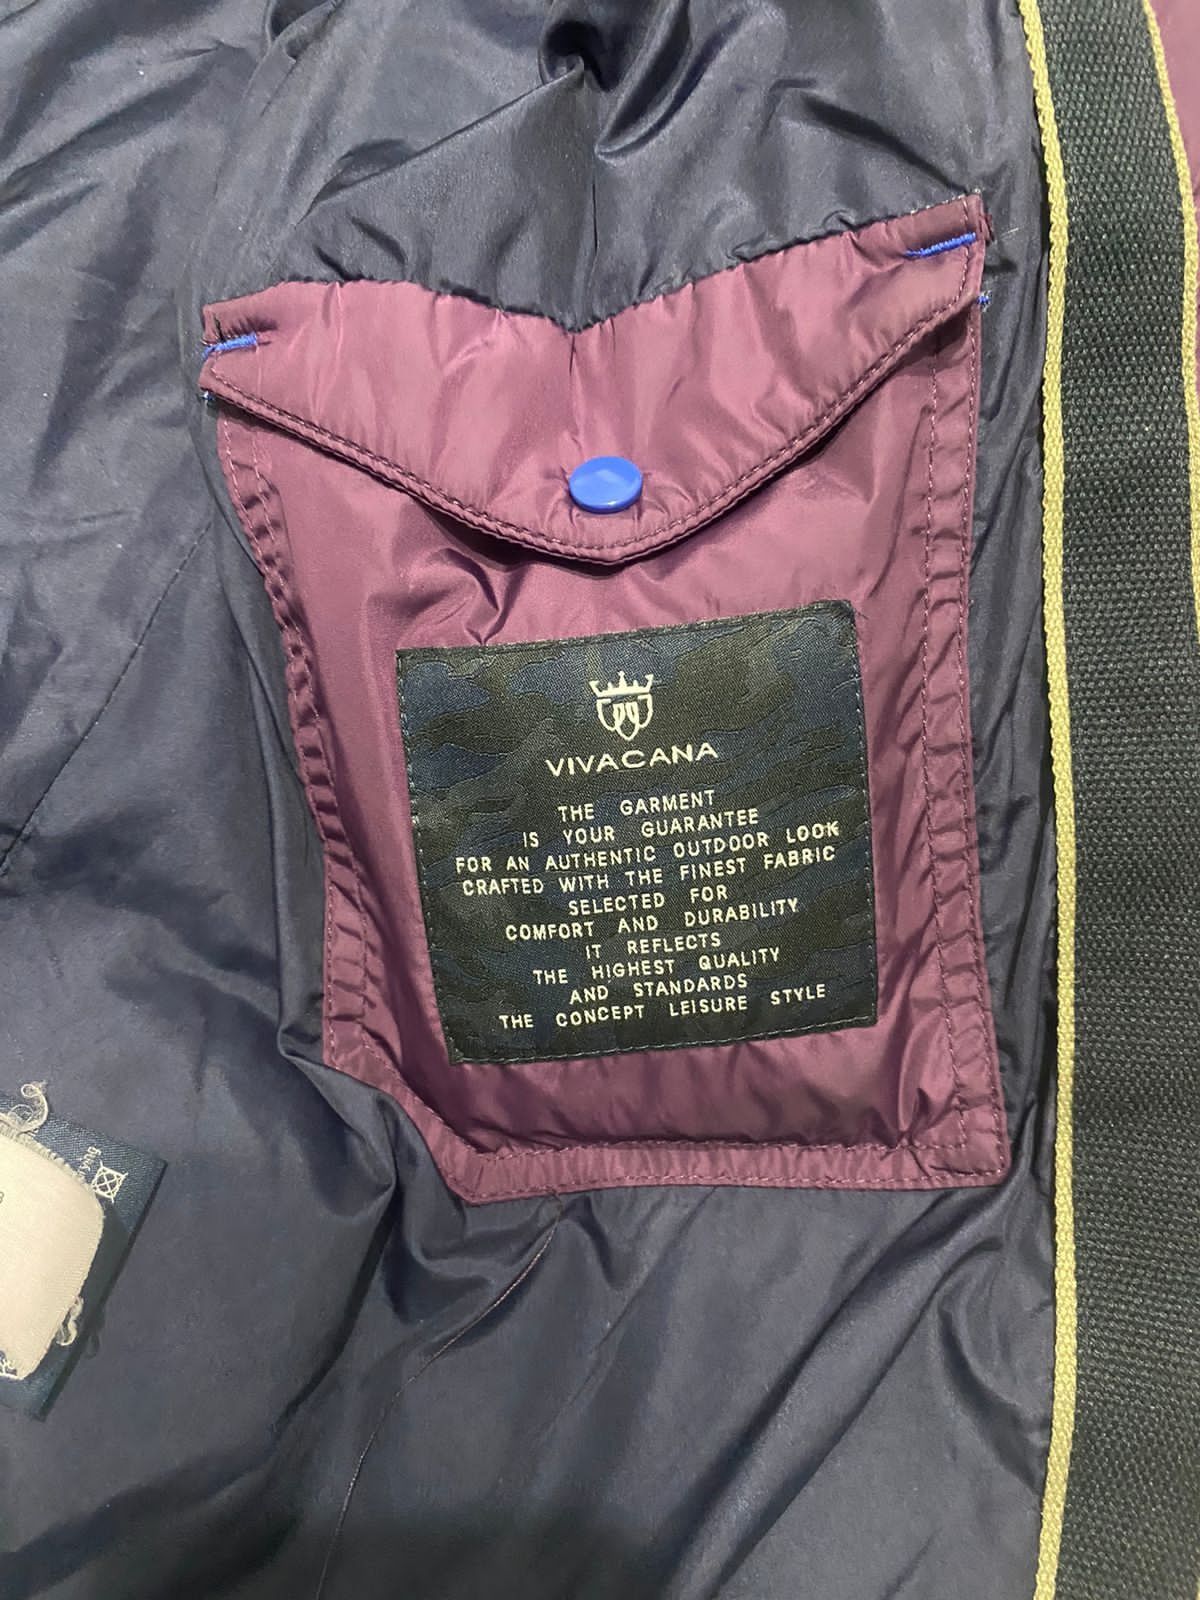 VIVACANA
THE GARMENT
IS YOUR GUARANTEE
FOR AN AUTHENTIC OUTDOOR LOOK
CRAFTED WITH THE FINEST FABRIC
SELECTED FOR
COMFORT AND DURABILITY
IT REFLECTS
THE HIGHEST QUALITY
AND STANDARDS
THE CONCEPT LEISURE STYLE